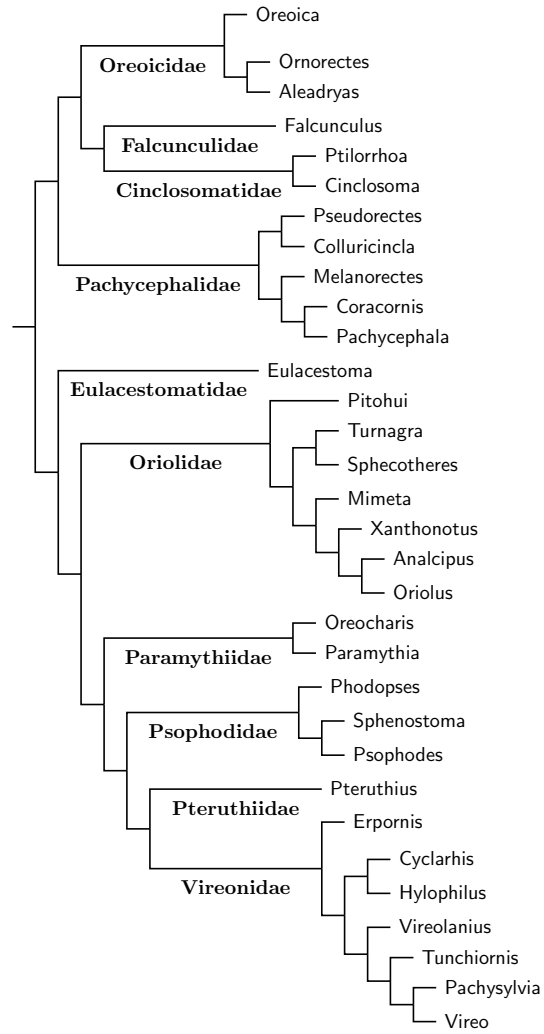 Oreoica
Oreoicidae
Ornorectes
Aleadryas
Falcunculus
Falcunculidae
Ptilorrhoa
Cinclosomatidae
Cinclosoma
Pseudorectes
Colluricincla
Pachycephalidae
Melanorectes
Coracornis
Pachycephala
Eulacestoma
Eulacestomatidae
Pitohui
Turnagra
Oriolidae
Sphecotheres
Mimeta
Xanthonotus
Analcipus
Oriolus
Oreocharis
Paramythiidae
Paramythia
Phodopses
Sphenostoma
Psophodidae
Psophodes
Pteruthius
Pteruthiidae
Erpornis
Cyclarhis
Vireonidae
Hylophilus
Vireolanius
Tunchiornis
Pachysylvia
Vireo